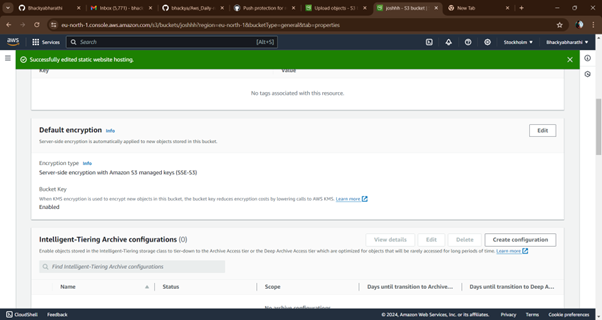 Bhackyabharathi
Inbox (5,771) - bhac
bhackya/Aws_Daily
Push protection for
Upload objects - S3
joshhh - S3 bucket |
New Tab
eu-north-1.console.aws.amazon.com/s3/buckets/joshhh?region=eu-north-1&bucketType=general&tab=properties
aws
Services
Search
[Alt+S]
Stockholm
Bhackyabharathi
Successfully edited static website hosting.
Key
Value
No tags associated with this resource.
Default encryption Info
Edit
Server-side encryption is automatically applied to new objects stored in this bucket.
Encryption type Info
Server-side encryption with Amazon S3 managed keys (SSE-S3)
Bucket Key
When KMS encryption is used to encrypt new objects in this bucket, the bucket key reduces encryption costs by lowering calls to AWS KMS. Learn more
Enabled
Intelligent-Tiering Archive configurations (0)
View details
Edit
Delete
Create configuration
Enable objects stored in the Intelligent-Tiering storage class to tier-down to the Archive Access tier or the Deep Archive Access tier which are optimized for objects that will be rarely accessed for long periods of time. Learn more
Find Intelligent-Tiering Archive configurations
Name
Status
Scope
Days until transition to Archive...
Days until transition to Deep A...
CloudShell
Feedback
© 2024, Amazon Web Services, Inc. or its affiliates.
Privacy
Terms
Cookie preferences